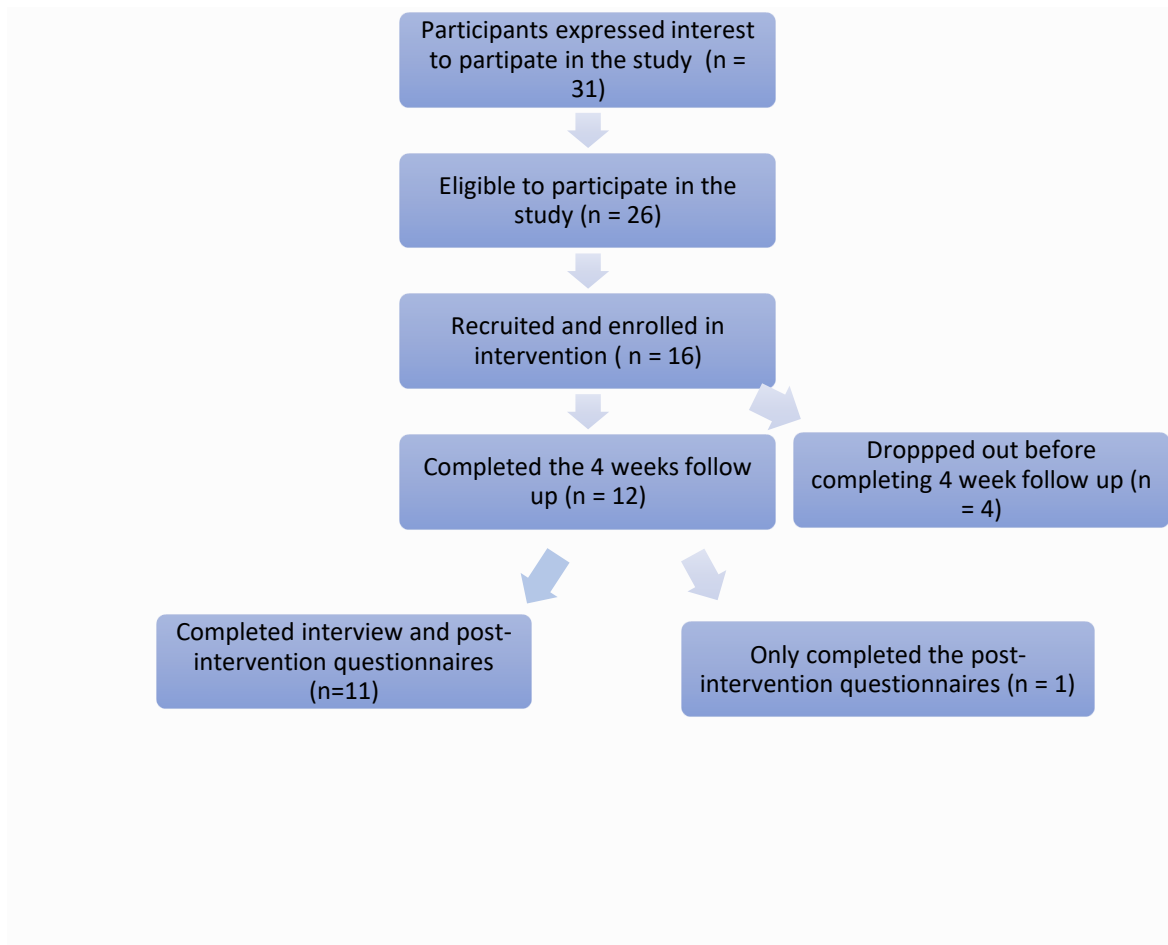 Participants expressed interest
to partipate in the study (n =
31)
Eligible to participate in the
study (n = 26)
Recruited and enrolled in
intervention ( n = 16)
Completed the 4 weeks follow
up (n = 12)
Droppped out before
completing 4 week follow up (n
= 4)
Completed interview and post-
intervention questionnaires
(n=11)
Only completed the post-
intervention questionnaires (n = 1)